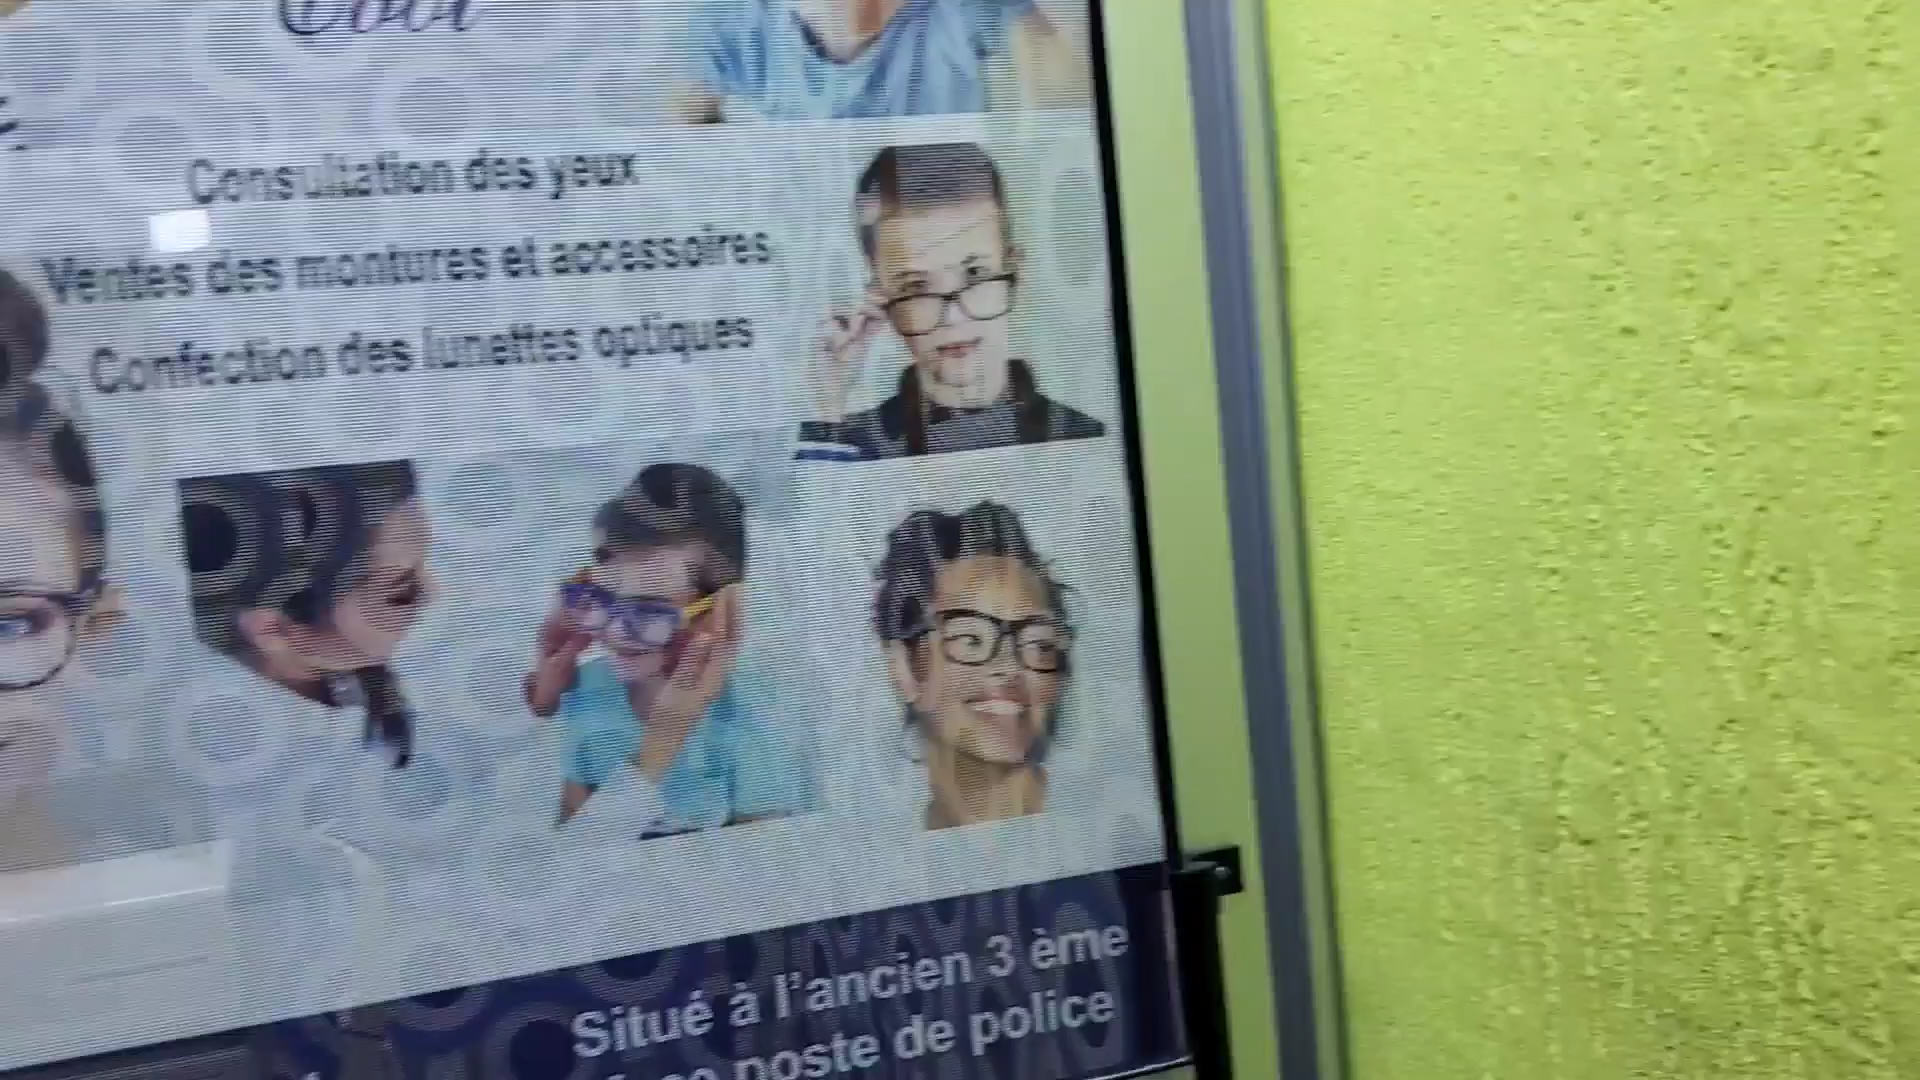 Consultation des yeux
Ventes des montures et accessoires
Confection des lunettes optiques
Situé à l'ancien 3 ème
poste de police